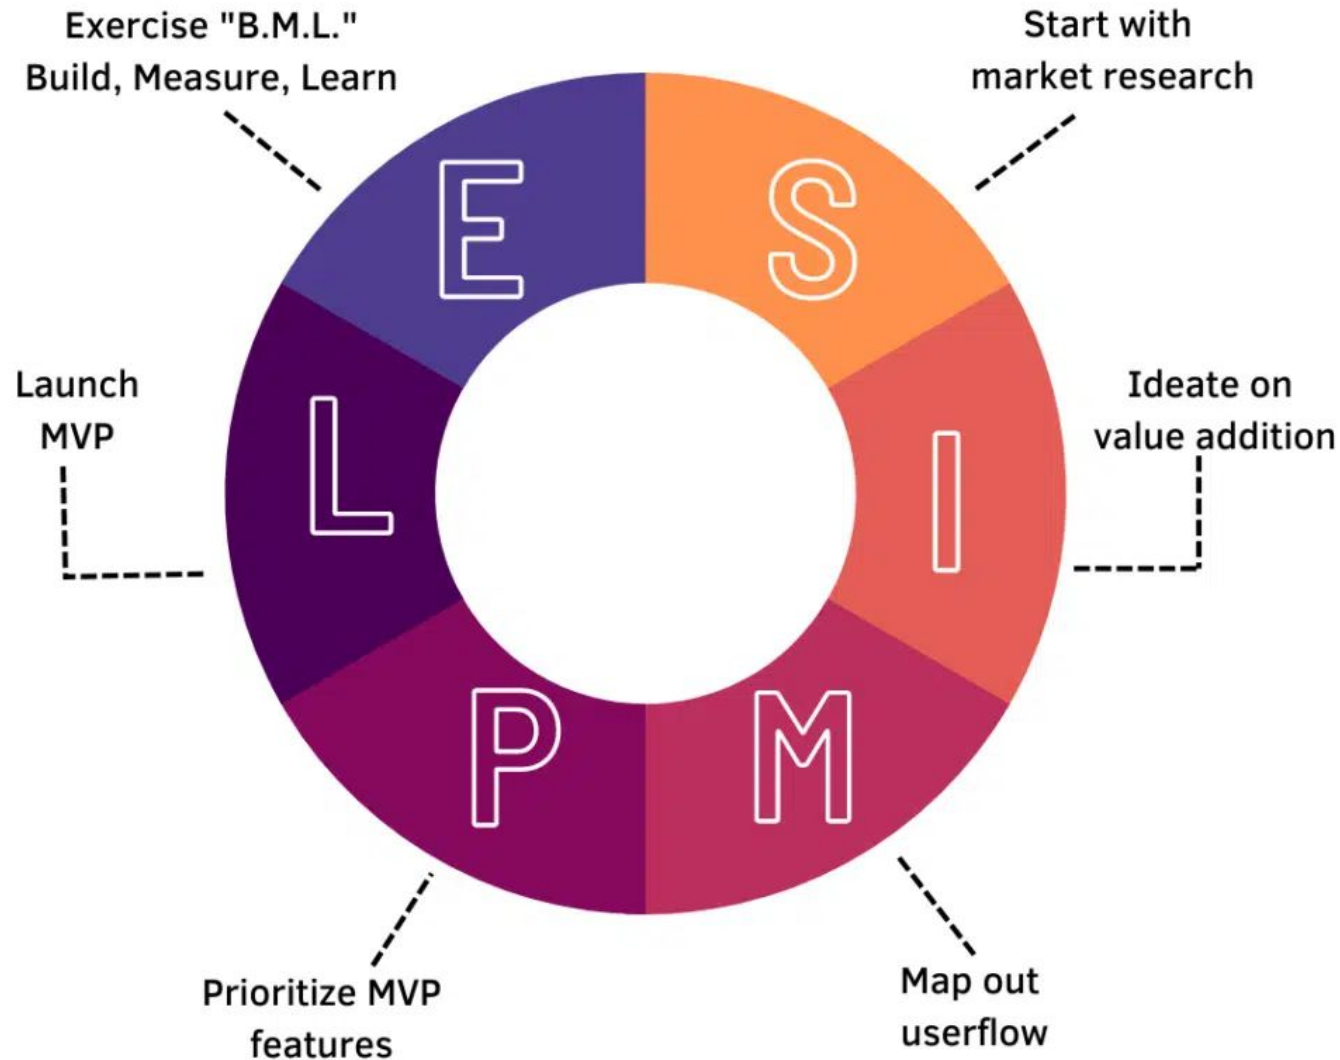 Exercise "B.M.L."
Build, Measure, Learn
Start with
market research
E
S
Launch
MVP
L
I
Ideate on
value addition
P
M
Prioritize MVP
features
Map out
userflow